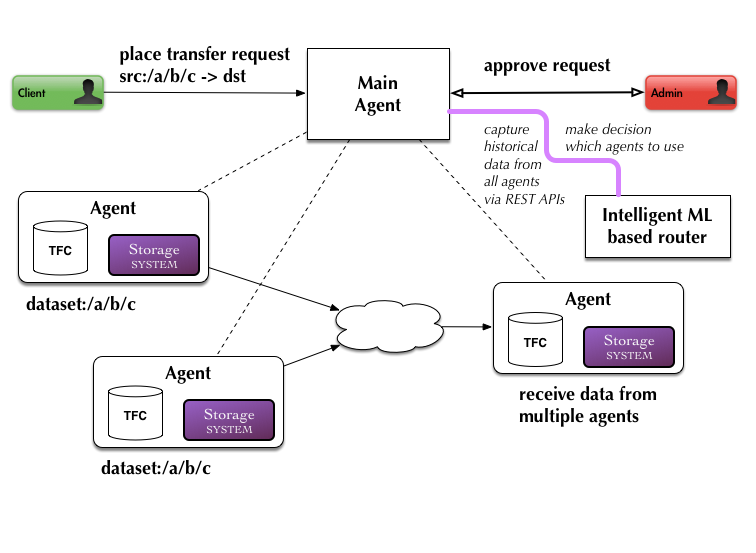 place transfer request
src:/a/b/c -> dst
Client
Main
Agent
approve request
Admin
capture
historical
data from
all agents
via REST APIs
make decision
which agents to use
Intelligent ML
based router
Agent
TFC
Storage
SYSTEM
dataset:/a/b/c
Agent
TFC
Storage
SYSTEM
dataset:/a/b/c
Agent
TFC
Storage
SYSTEM
receive data from
multiple agents